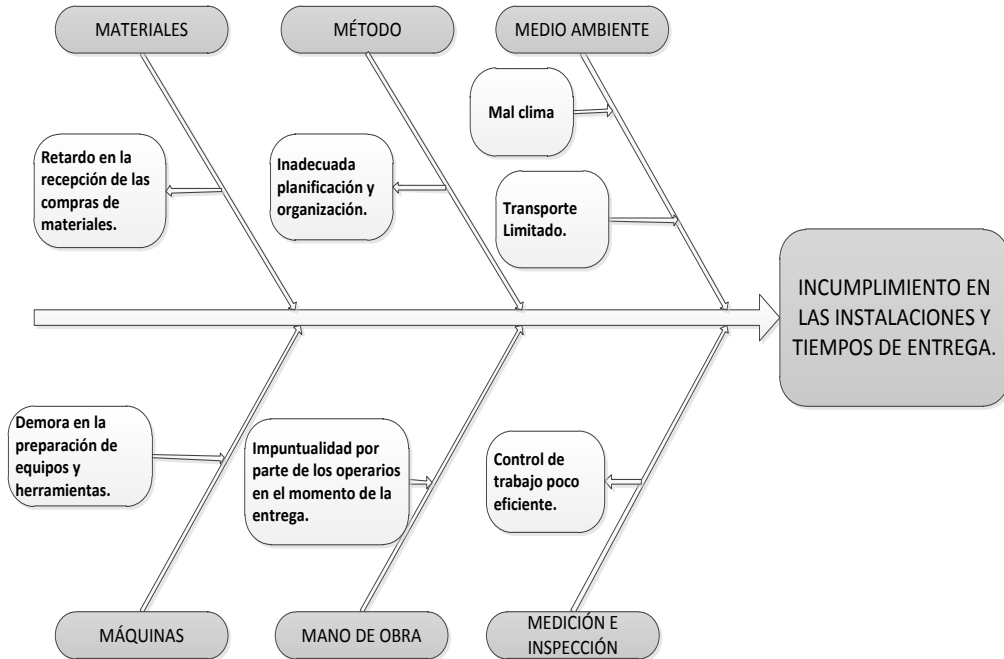 MATERIALES
MÉTODO
MEDIO AMBIENTE
Mal clima
Retardo en la
recepción de las
compras de
materiales.
Inadecuada
planificación y
organización.
Transporte
Limitado.
INCUMPLIMIENTO EN
LAS INSTALACIONES Y
TIEMPOS DE ENTREGA.
Demora en la
preparación de
equipos y
herramientas.
Impuntualidad por
parte de los operarios
en el momento de la
entrega.
Control de
trabajo poco
eficiente.
MÁQUINAS
MANO DE OBRA
MEDICIÓN E
INSPECCIÓN